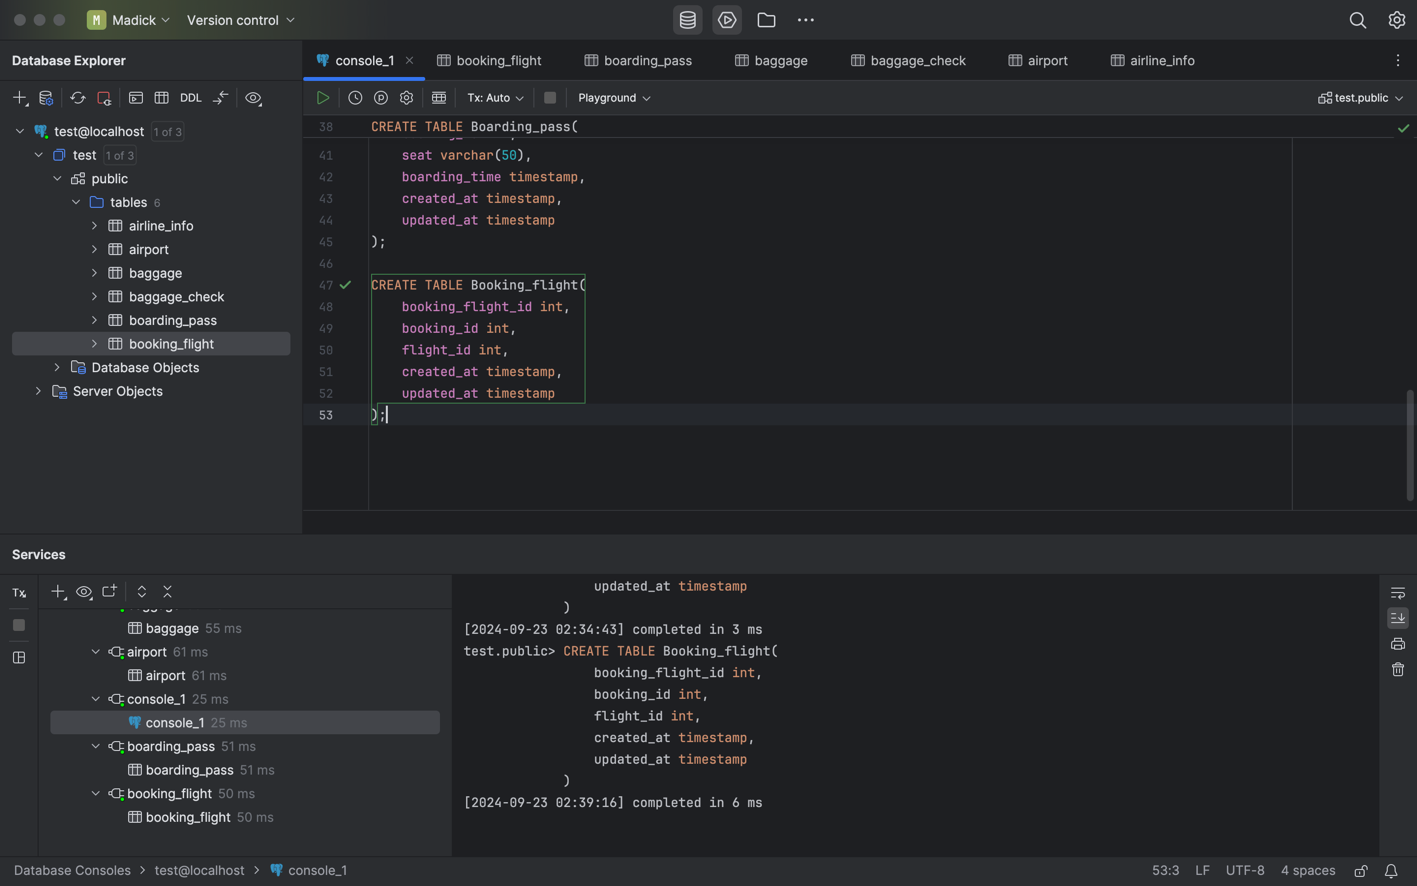 M Madick Version control
Database Explorer
console_1 booking_flight boarding_pass baggage baggage_check airport airline_info
DDL
Tx: Auto Playground test.public
test@localhost 1 of 3
test 1 of 3
public
tables 6
airline_info
airport
baggage
baggage_check
boarding_pass
booking_flight
Database Objects
Server Objects
38 CREATE TABLE Boarding_pass(
41 seat varchar(50),
42 boarding_time timestamp,
43 created_at timestamp,
44 updated_at timestamp
45 );
46
47 CREATE TABLE Booking_flight(
48 booking_flight_id int,
49 booking_id int,
50 flight_id int,
51 created_at timestamp,
52 updated_at timestamp
53 );
Services
Tx
baggage 55 ms
airport 61 ms
airport 61 ms
console_1 25 ms
console_1 25 ms
boarding_pass 51 ms
boarding_pass 51 ms
booking_flight 50 ms
booking_flight 50 ms
updated_at timestamp
)
[2024-09-23 02:34:43] completed in 3 ms
test.public> CREATE TABLE Booking_flight(
booking_flight_id int,
booking_id int,
flight_id int,
created_at timestamp,
updated_at timestamp
)
[2024-09-23 02:39:16] completed in 6 ms
Database Consoles > test@localhost > console_1
53:3 LF UTF-8 4 spaces